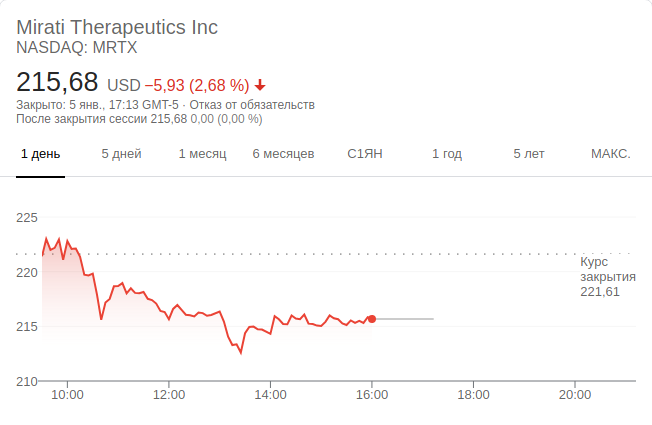 Mirati Therapeutics Inc
NASDAQ: MRTX
215,68 USD −5,93 (2,68 %)
Закрыто: 5 янв., 17:13 GMT-5 · Отказ от обязательств
После закрытия сессии 215,68 0,00 (0,00 %)
1 день 5 дней 1 месяц 6 месяцев С1ЯН 1 год 5 лет МАКС.
225
220
215
210
Курс
закрытия
221,61
10:00 12:00 14:00 16:00 18:00 20:00